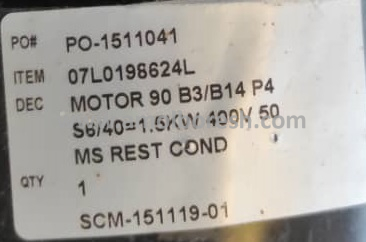 PO# PO-1511041
ITEM 07L0198624L
DEC MOTOR 90 B3/B14 P4
S6/40=1.5KW 400V 50
MS REST COND
QTY 1
SCM-151119-01